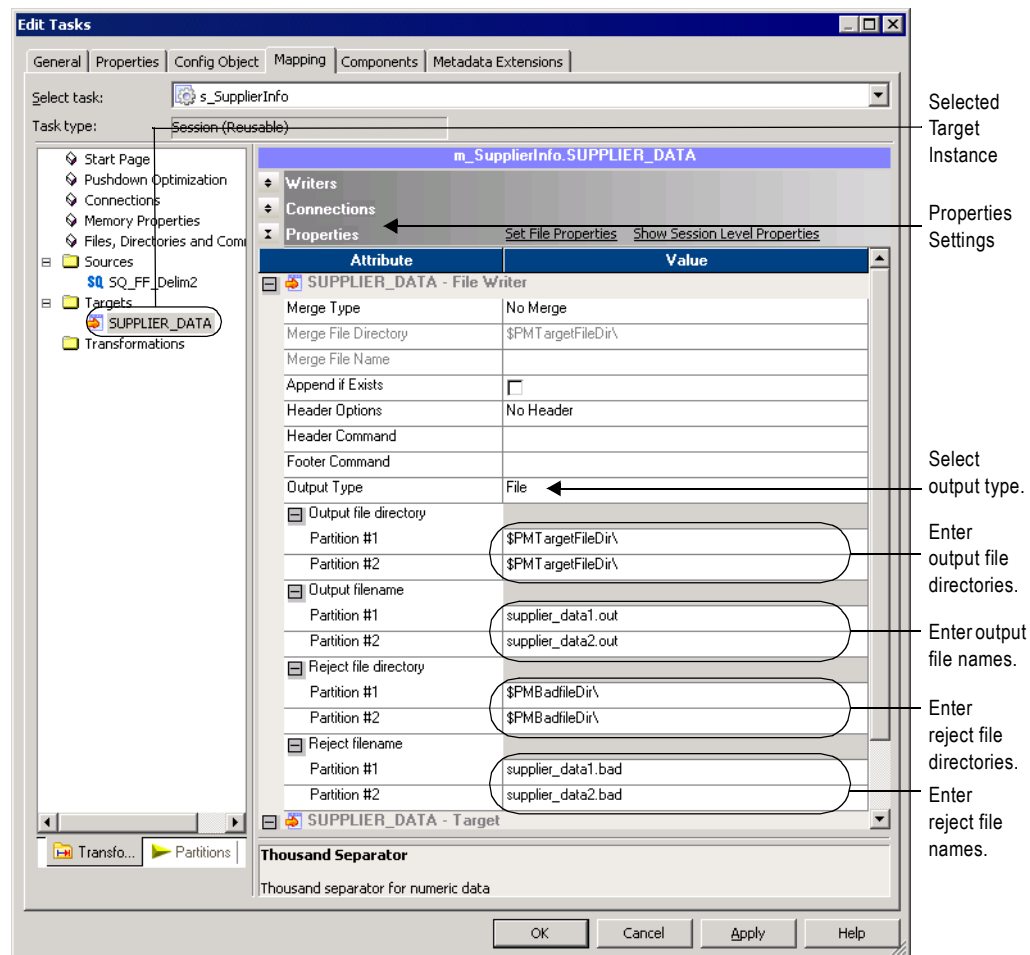 Edit Tasks
General Properties Config Object Mapping Components Metadata Extensions
Select task: s_SupplierInfo
Task type: Session (Reusable)
Selected
Target
Instance
Start Page
Pushdown Optimization
Connections
Memory Properties
Files, Directories and Com
Sources
SQ SQ_FF_Delim2
Targets
SUPPLIER_DATA
Transformations
m_SupplierInfo.SUPPLIER_DATA
Writers
Connections
Properties Set File Properties Show Session Level Properties
Properties
Settings
Attribute Value
SUPPLIER_DATA - File Writer
Merge Type No Merge
Merge File Directory $PMTargetFileDir\
Merge File Name
Append if Exists
Header Options No Header
Header Command
Footer Command
Output Type File
Select
output type.
Output file directory
Partition #1 $PMTargetFileDir\
Partition #2 $PMTargetFileDir\
Enter
output file
directories.
Output filename
Partition #1 supplier_data1.out
Partition #2 supplier_data2.out
Enter output
file names.
Reject file directory
Partition #1 $PMBadfileDir\
Partition #2 $PMBadfileDir\
Enter
reject file
directories.
Reject filename
Partition #1 supplier_data1.bad
Partition #2 supplier_data2.bad
Enter
reject file
names.
SUPPLIER_DATA - Target
Transfo... Partitions
Thousand Separator
Thousand separator for numeric data
OK Cancel Apply Help